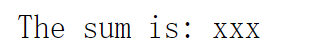 The sum is: xxx